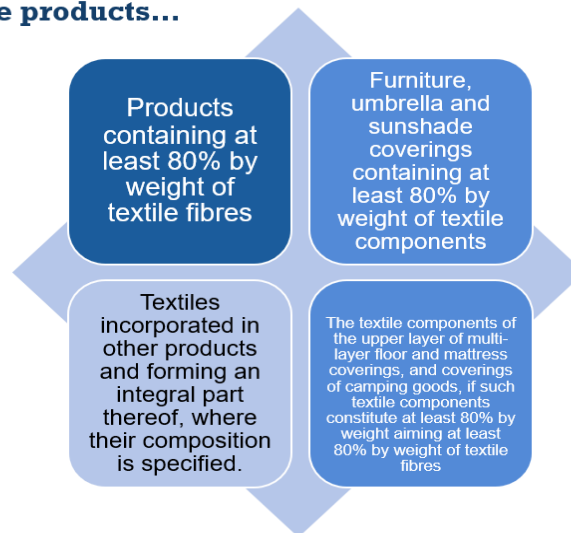 e products...
Products
containing at
least 80% by
weight of
textile fibres
Furniture,
umbrella and
sunshade
coverings
containing at
least 80% by
weight of textile
components
Textiles
incorporated in
other products
and forming an
integral part
thereof, where
their composition
is specified.
The textile components of
the upper layer of multi-
layer floor and mattress
coverings, and coverings
of camping goods, if such
textile components
constitute at least 80% by
weight aiming at least
80% by weight of textile
fibres